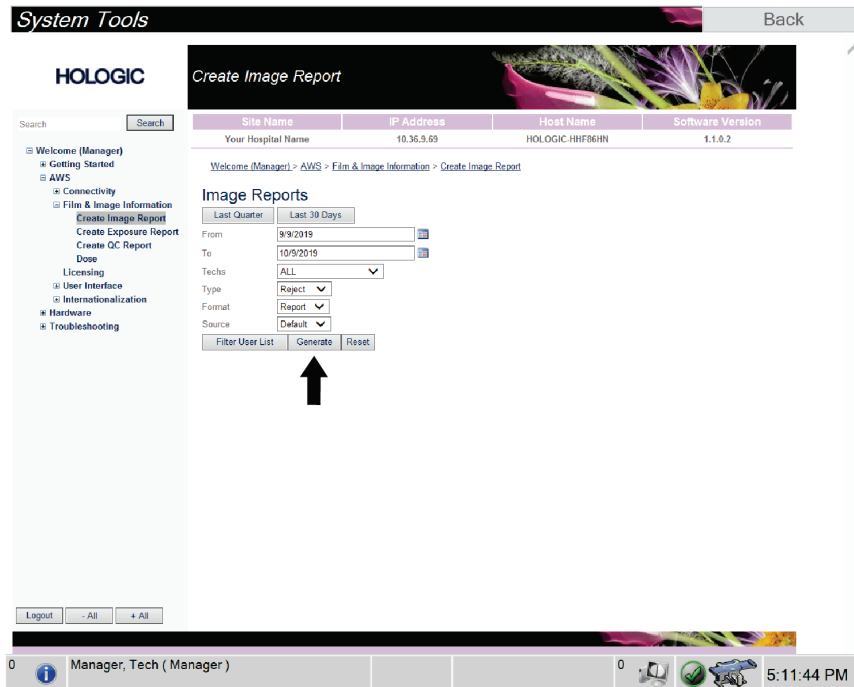 System Tools
Back
HOLOGIC
Create Image Report
Search Search
Site Name IP Address Host Name Software Version
Your Hospital Name 10.36.9.69 HOLOGIC-HHF86HN 1.1.0.2
Welcome (Manager)
Getting Started
AWS
Connectivity
Film & Image Information
Create Image Report
Create Exposure Report
Create QC Report
Dose
Licensing
User Interface
Internationalization
Hardware
Troubleshooting
Welcome (Manager) > AWS > Film & Image Information > Create Image Report
Image Reports
Last Quarter Last 30 Days
From 9/9/2019
To 10/9/2019
Techs ALL
Type Reject
Format Report
Source Default
Filter User List Generate Reset
Logout - All + All
0 i Manager, Tech ( Manager ) 0 5:11:44 PM